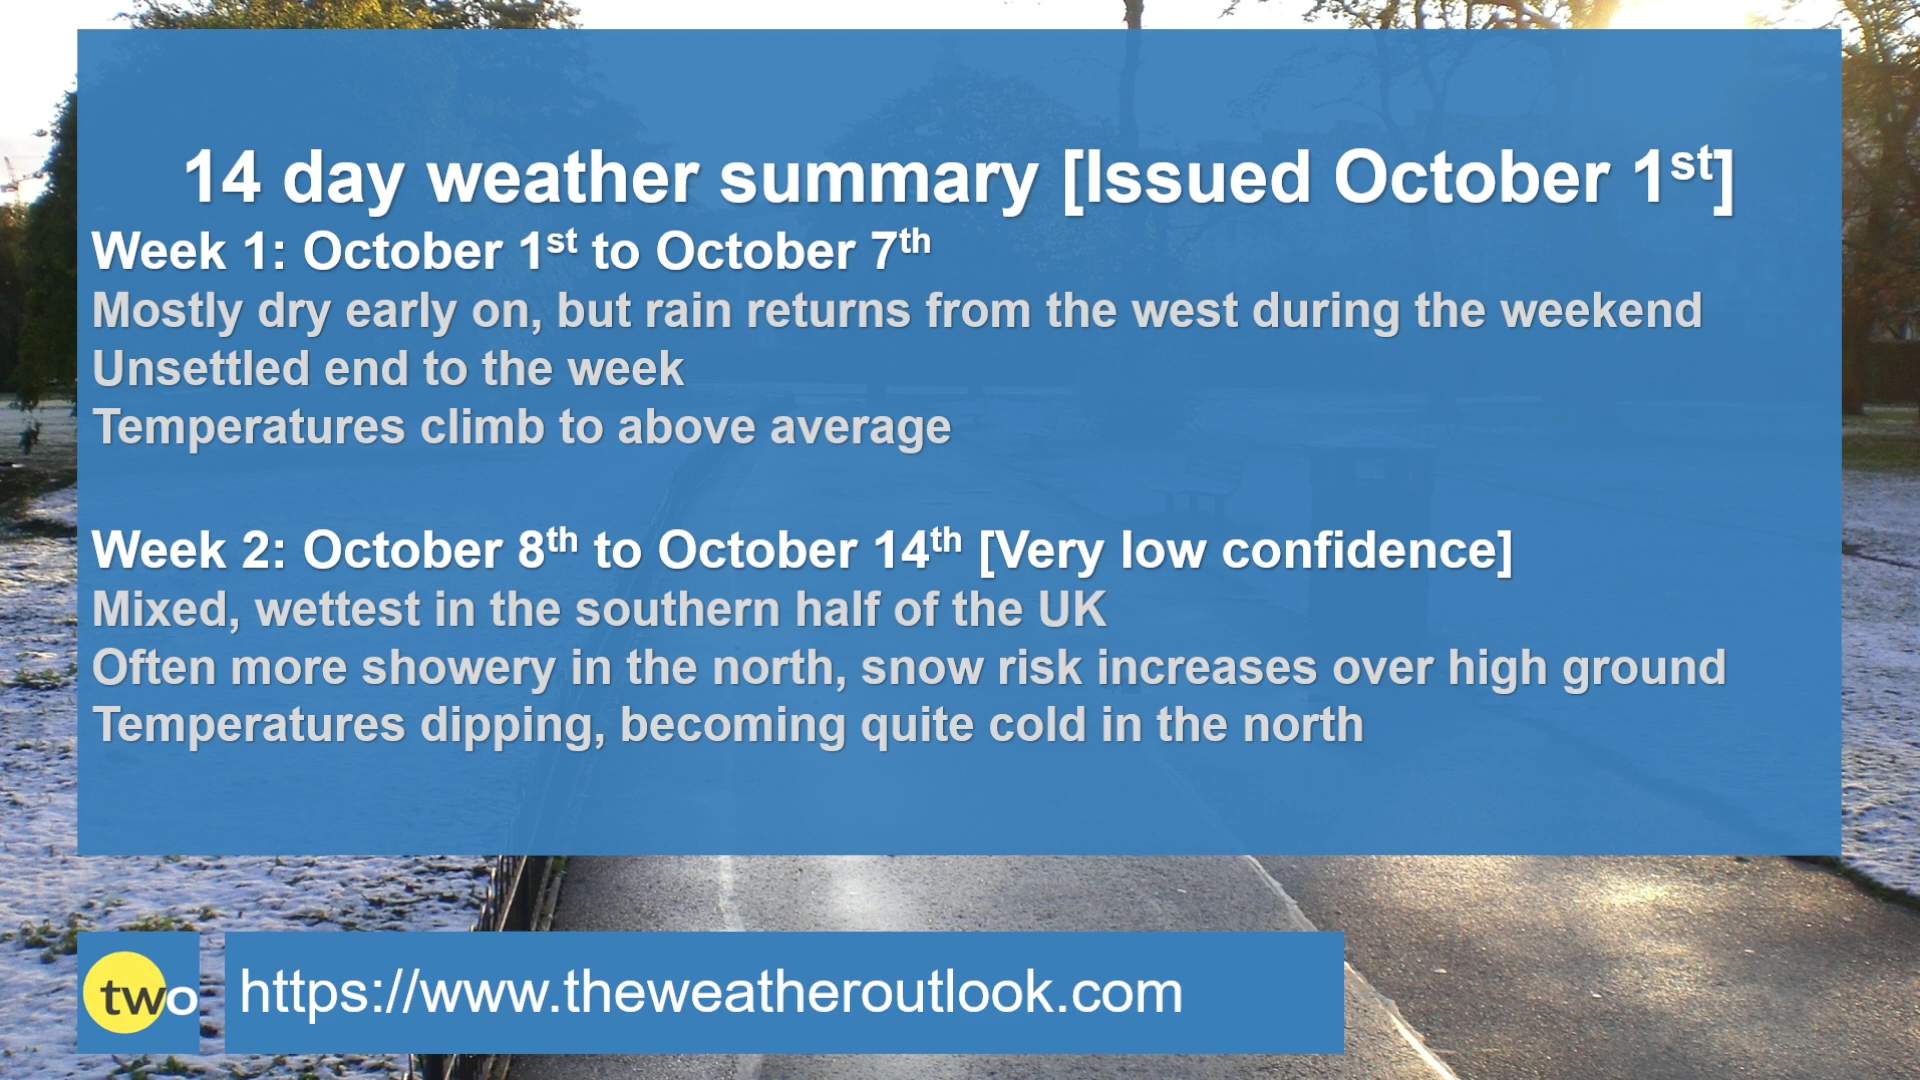 14 day weather summary [Issued October 1st]
Week 1: October 1st to October 7th
Mostly dry early on, but rain returns from the west during the weekend
Unsettled end to the week
Temperatures climb to above average
Week 2: October 8th to October 14th [Very low confidence]
Mixed, wettest in the southern half of the UK
Often more showery in the north, snow risk increases over high ground
Temperatures dipping, becoming quite cold in the north
two
https://www.theweatheroutlook.com